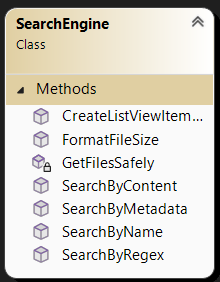 SearchEngine
Class
Methods
CreateListViewItem...
FormatFileSize
GetFilesSafely
SearchByContent
SearchByMetadata
SearchByName
SearchByRegex